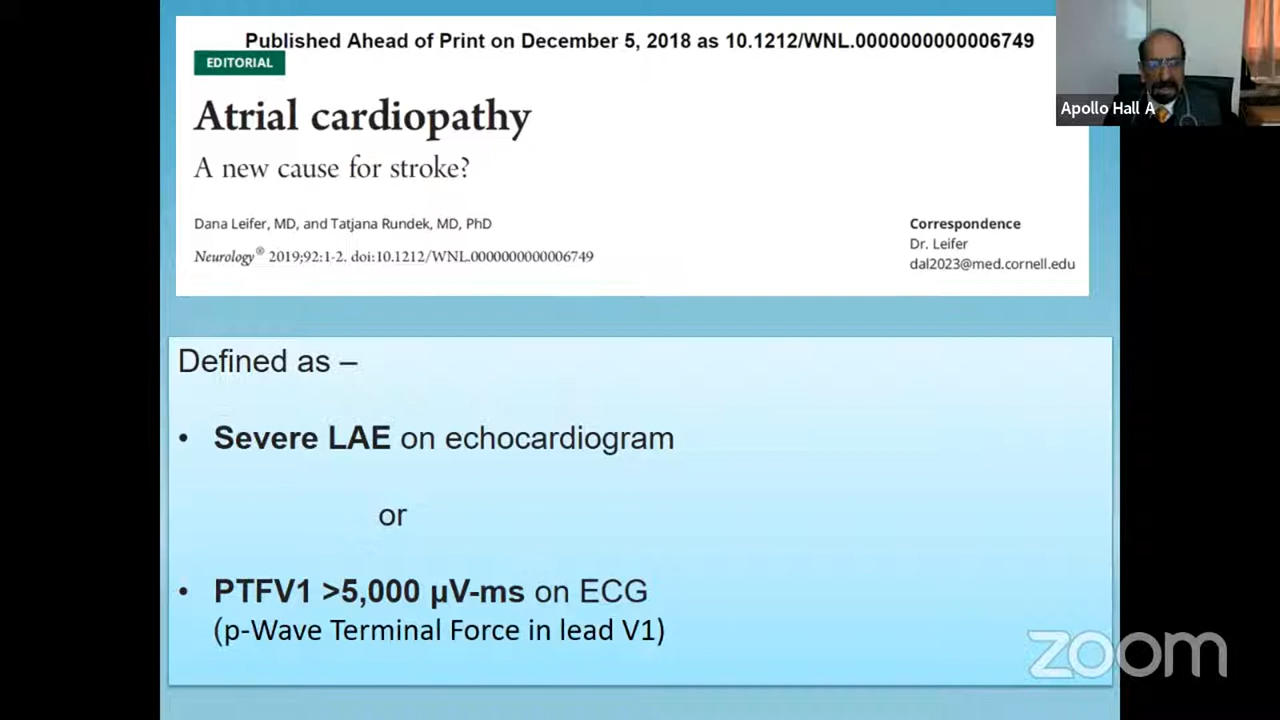 Published Ahead of Print on December 5, 2018 as 10.1212/WNL.0000000000006749
EDITORIAL
Atrial cardiopathy
A new cause for stroke?
Dana Leifer, MD, and Tatjana Rundek, MD, PhD
Neurology® 2019;92:1-2. doi:10.1212/WNL.0000000000006749
Correspondence
Dr. Leifer
dal2023@med.cornell.edu
Apollo Hall A
Defined as –
• Severe LAE on echocardiogram
or
• PTFV1 >5,000 µV-ms on ECG
(p-Wave Terminal Force in lead V1)
zoom